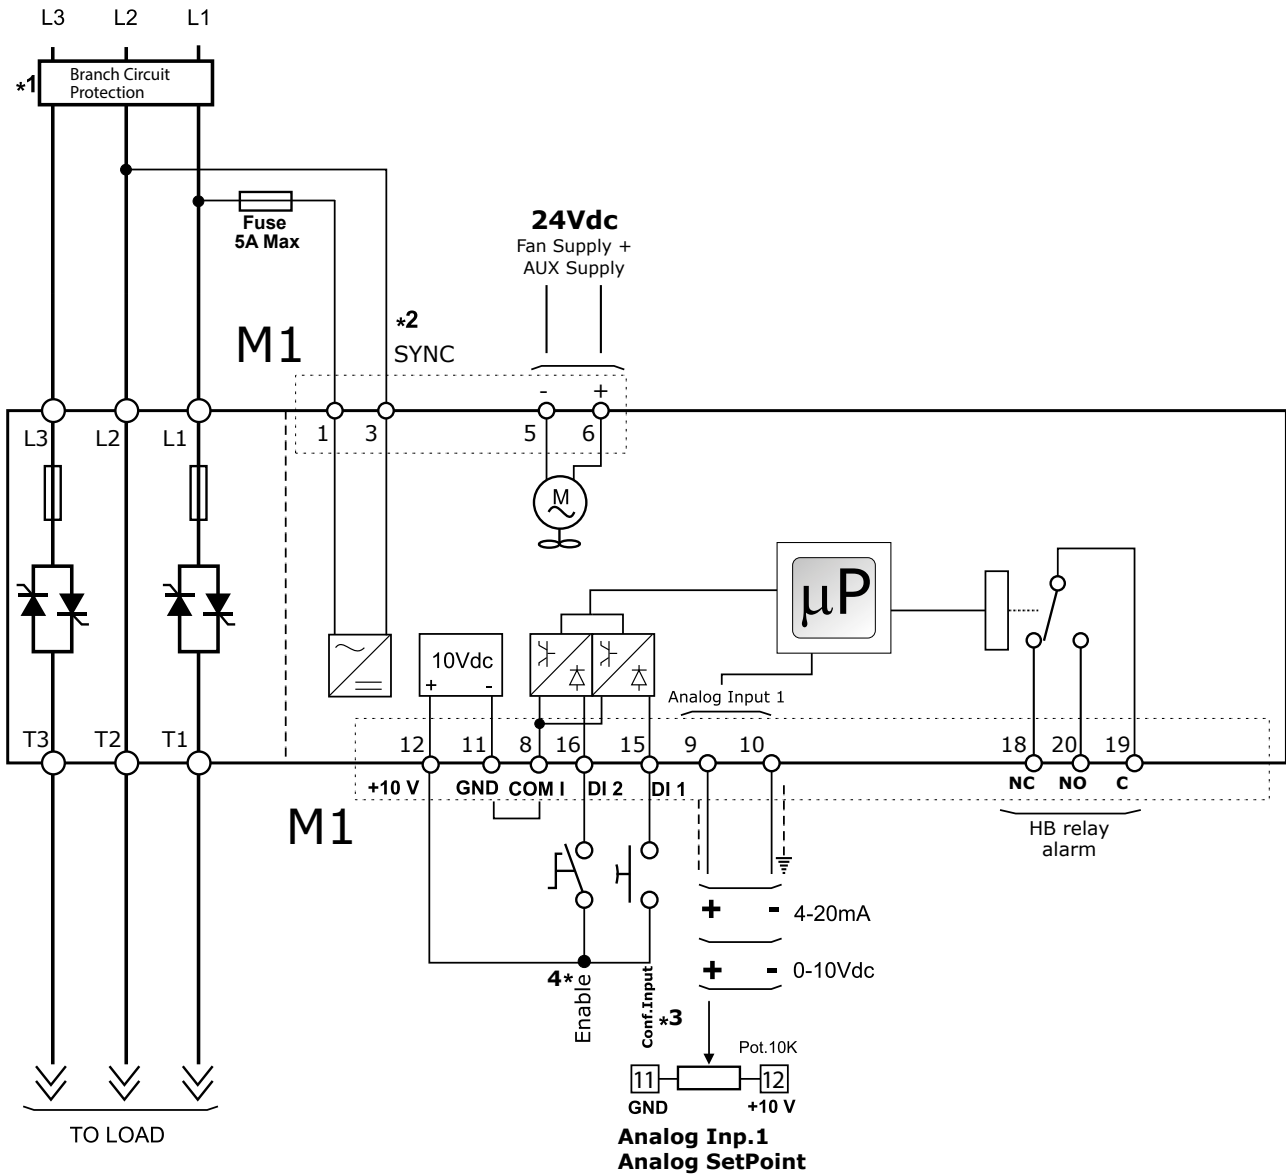 L3 L2 L1
*1
Branch Circuit
Protection
Fuse
5A Max
24Vdc
Fan Supply +
AUX Supply
*2
SYNC
M1
- +
L3 L2 L1 1 3 5 6
M
µP
10Vdc
+ -
Analog Input 1
T3 T2 T1 12 11 8 16 15 9 10 18 20 19
+10 V GND COM I DI 2 DI 1 NC NO C
M1
HB relay
alarm
+ - 4-20mA
+ - 0-10Vdc
4*
Enable
Conf.Input
*3
Pot.10K
11 12
GND +10 V
TO LOAD
Analog Inp.1
Analog SetPoint